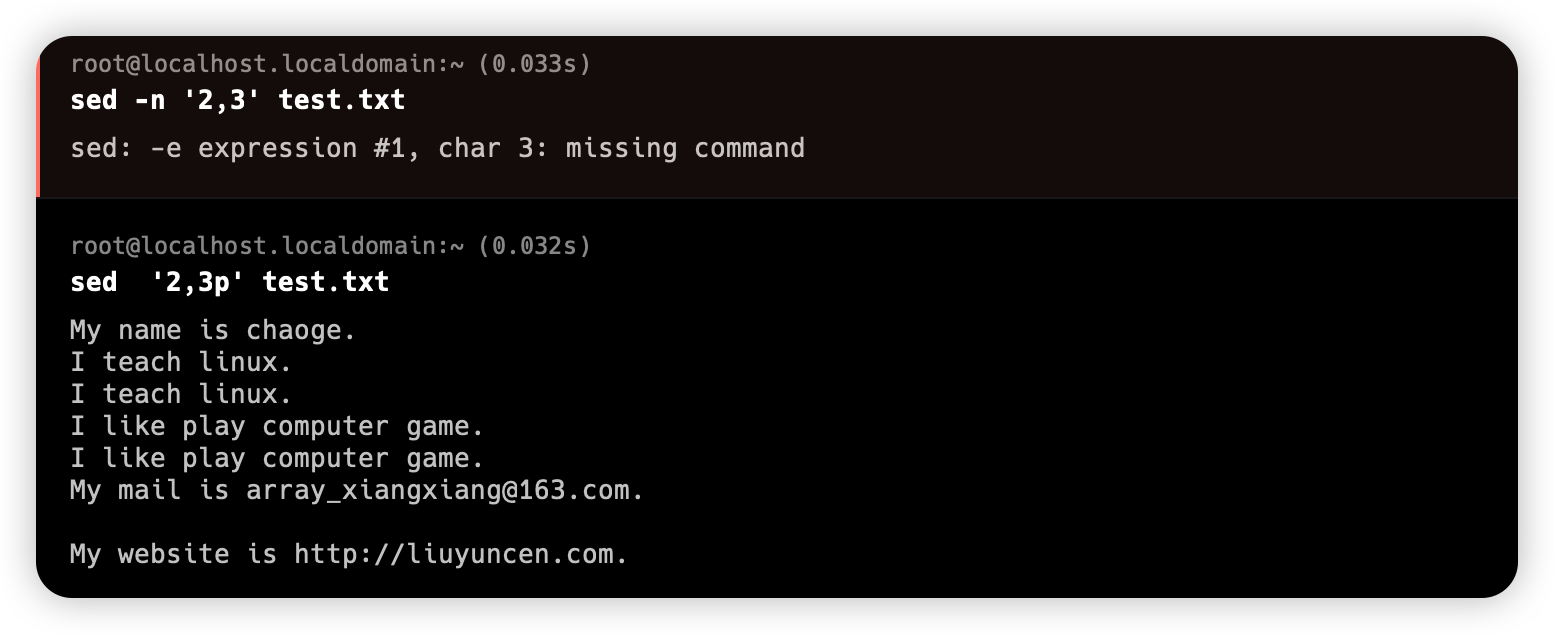 root@localhost.localdomain:~ (0.033s)
sed -n '2,3' test.txt
sed: -e expression #1, char 3: missing command
root@localhost.localdomain:~ (0.032s)
sed  '2,3p' test.txt
My name is chaoge.
I teach linux.
I teach linux.
I like play computer game.
I like play computer game.
My mail is array_xiangxiang@163.com.
My website is http://liuyuncen.com.